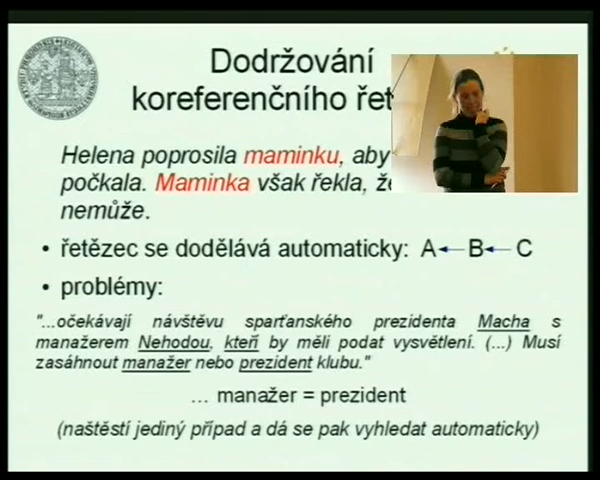 Dodržování
koreferenčního
Helena poprosila maminku, aby
počkala. Maminka však řekla,
nemůže.
• řetězec se dodělává automaticky: A B C
• problémy:
"...očekávají návštěvu sparťanského prezidenta Macha s
manažerem Nehodou, kteří by měli podat vysvětlení. (...) Musí
zasáhnout manažer nebo prezident klubu."
... manažer = prezident
(naštěstí jediný případ a dá se pak vyhledat automaticky)